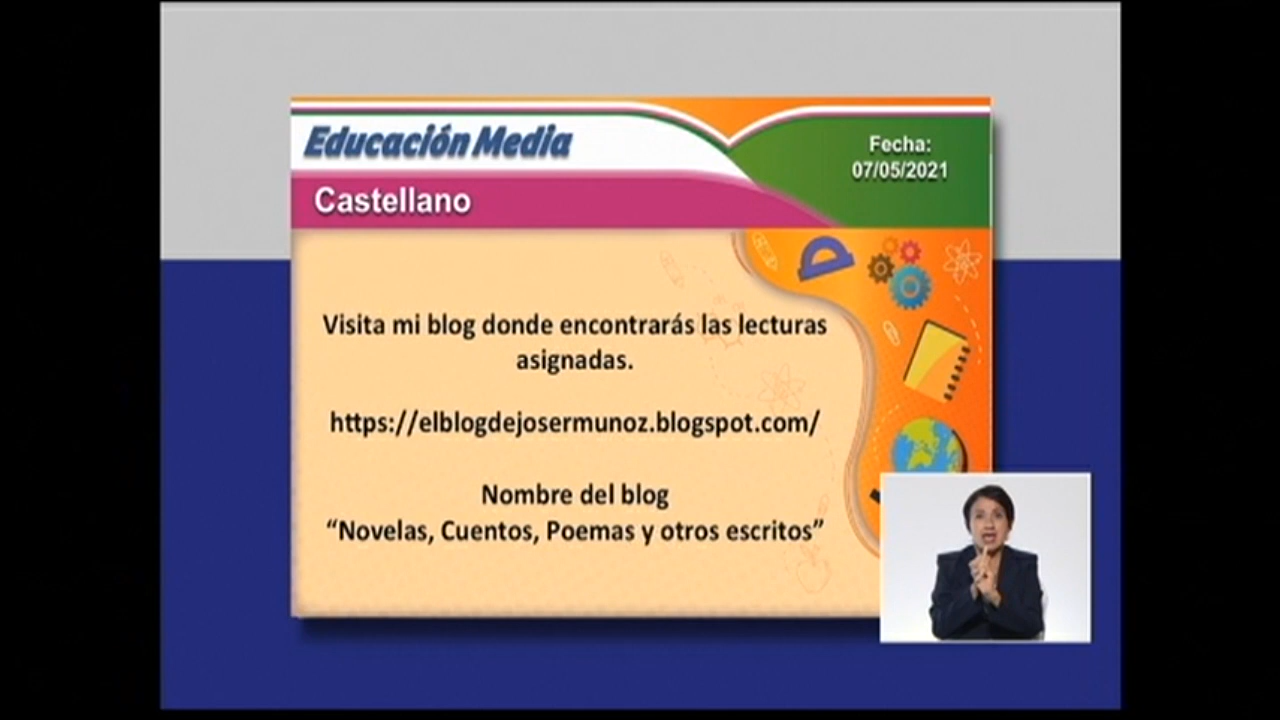 Educación Media
Fecha:
07/05/2021
Castellano
Visita mi blog donde encontrarás las lecturas
asignadas.
https://elblogdejosermunoz.blogspot.com/
Nombre del blog
“Novelas, Cuentos, Poemas y otros escritos”